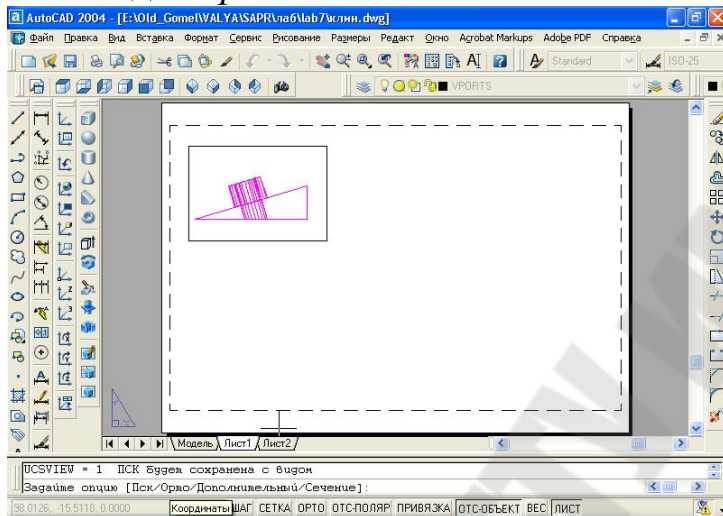 AutoCAD 2004 - [E:\Old_Gomel\VALYA\SAPR\лаб\lab7\клин.dwg]
Файл Правка Вид Вставка Формат Сервис Рисование Размеры Редакт Окно Acrobat Markups Adobe PDF Справка
Standard ISO-25
VPORTS
Модель Лист1 Лист2
UCSVIEW = 1 ПСК будет сохранена с видом
Задайте опцию [Пск/Орто/Дополнительный/Сечение]:
98.0126, -15.5118, 0.0000 Координаты ШАГ СЕТКА ОРТО ОТС-ПОЛЯР ПРИВЯЗКА ОТС-ОБЪЕКТ ВЕС ЛИСТ